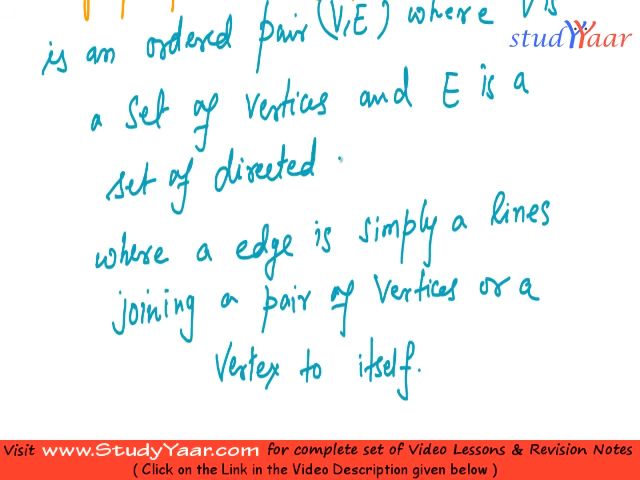 is an ordered pair (V,E) where V is
studYYaar
a set of vertices and E is a
set of directed
where a edge is simply a lines
joining a pair of vertices or a
vertex to itself.
Visit www.StudyYaar.com for complete set of Video Lessons & Revision Notes
( Click on the Link in the Video Description given below )